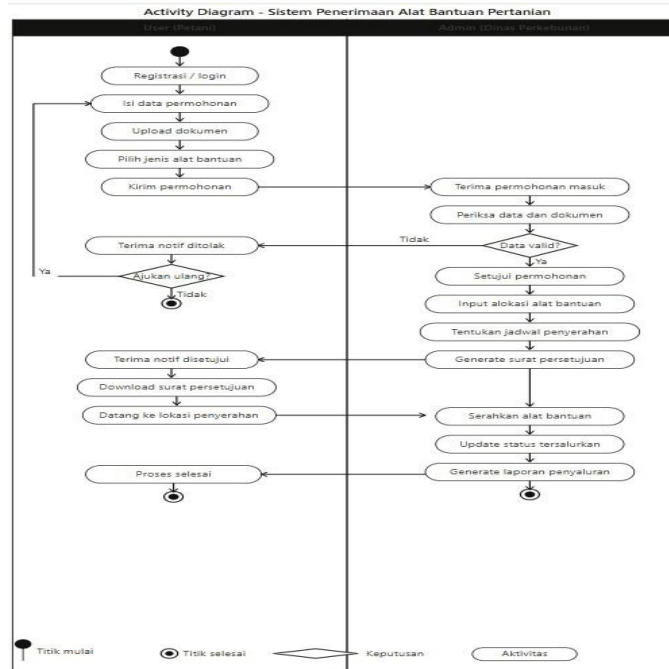 Activity Diagram - Sistem Penerimaan Alat Bantuan Pertanian
User (Petani)
Admin (Dinas Perkebunan)
Registrasi / login
Isi data permohonan
Upload dokumen
Pilih jenis alat bantuan
Kirim permohonan
Terima permohonan masuk
Periksa data dan dokumen
Terima notif ditolak
Tidak
Data valid?
Ya
Ya
Ajukan ulang?
Tidak
Setujui permohonan
Input alokasi alat bantuan
Tentukan jadwal penyerahan
Terima notif disetujui
Generate surat persetujuan
Download surat persetujuan
Datang ke lokasi penyerahan
Serahkan alat bantuan
Update status tersalurkan
Proses selesai
Generate laporan penyaluran
Titik mulai
Titik selesai
Keputusan
Aktivitas